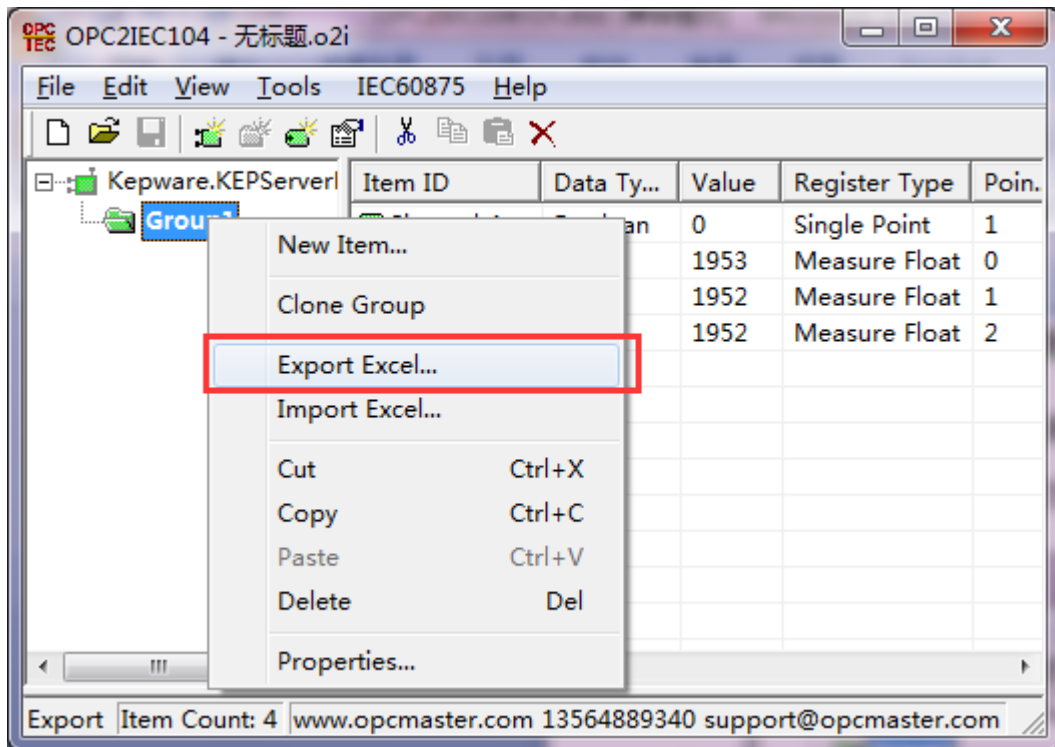 OPC TEC OPC2IEC104 - 无标题.o2i
File Edit View Tools IEC60875 Help
Kepware.KEPServerE Item ID Data Ty... Value Register Type Poin.
0 Single Point 1
New Item...
1953 Measure Float 0
Clone Group 1952 Measure Float 1
1952 Measure Float 2
Export Excel...
Import Excel...
Cut Ctrl+X
Copy Ctrl+C
Paste Ctrl+V
Delete Del
Properties...
Export Item Count: 4 www.opcmaster.com 13564889340 support@opcmaster.com